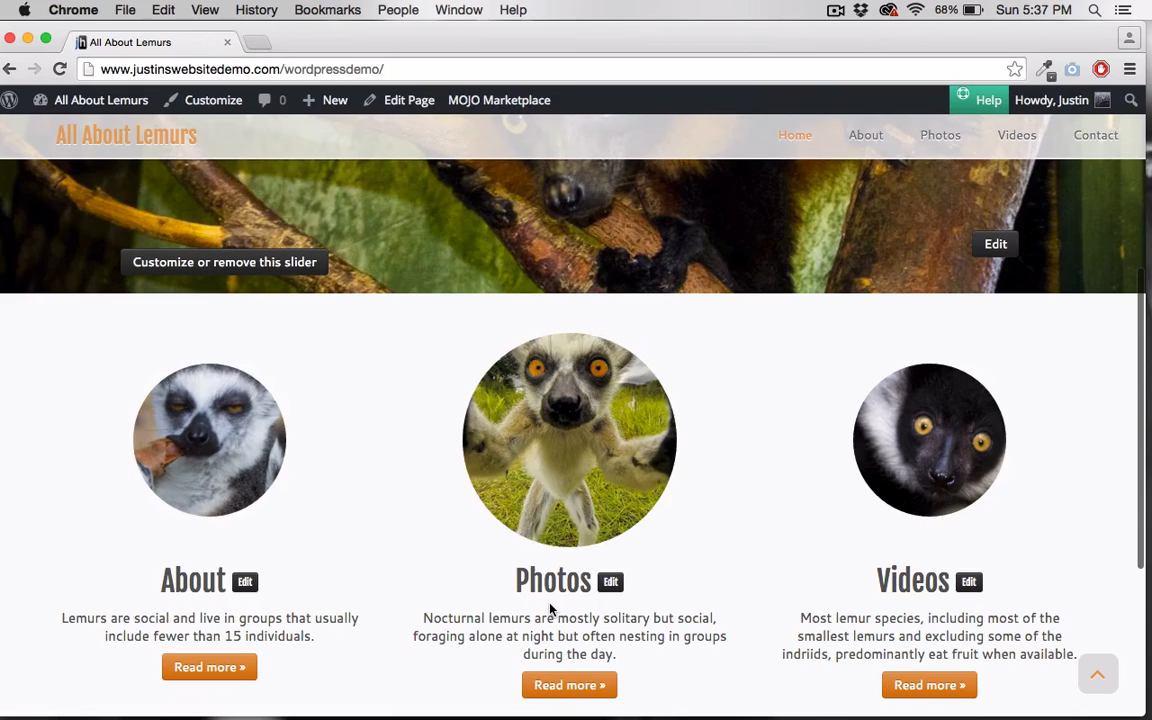 Chrome File Edit View History Bookmarks People Window Help 68% Sun 5:37 PM
All About Lemurs
www.justinswebsitedemo.com/wordpressdemo/
All About Lemurs Customize 0 New Edit Page MOJO Marketplace Help Howdy, Justin
All About Lemurs Home About Photos Videos Contact
Edit
Customize or remove this slider
About Edit
Lemurs are social and live in groups that usually
include fewer than 15 individuals.
Read more »
Photos Edit
Nocturnal lemurs are mostly solitary but social,
foraging alone at night but often nesting in groups
during the day.
Read more »
Videos Edit
Most lemur species, including most of the
smallest lemurs and excluding some of the
indriids, predominantly eat fruit when available.
Read more »